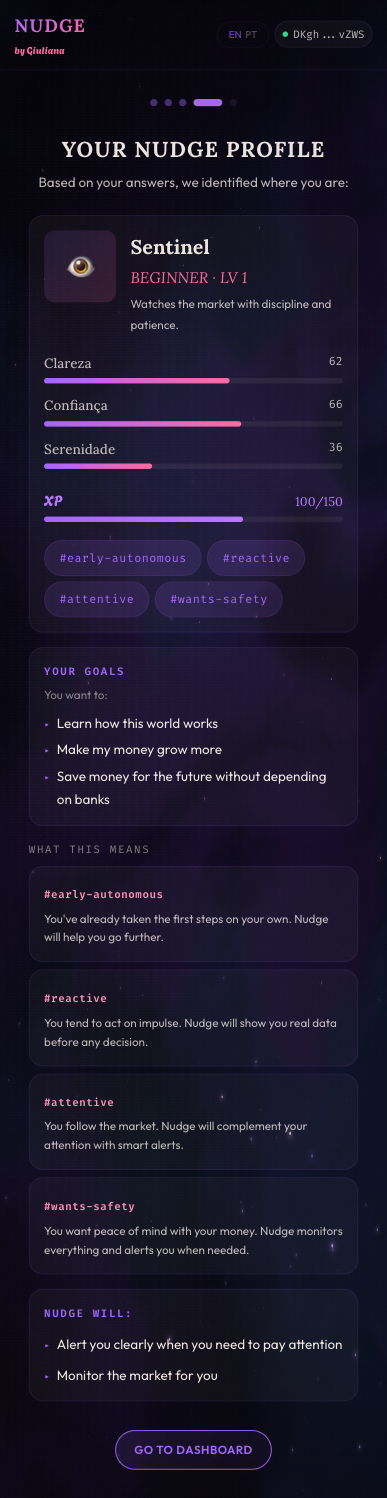 NUDGE
by Giuliana
EN PT
DKgh...vZWS
YOUR NUDGE PROFILE
Based on your answers, we identified where you are:
Sentinel
BEGINNER · LV 1
Watches the market with discipline and
patience.
Clareza 62
Confiança 66
Serenidade 36
XP 100/150
#early-autonomous #reactive
#attentive #wants-safety
YOUR GOALS
You want to:
▸ Learn how this world works
▸ Make my money grow more
▸ Save money for the future without depending
on banks
WHAT THIS MEANS
#early-autonomous
You've already taken the first steps on your own. Nudge
will help you go further.
#reactive
You tend to act on impulse. Nudge will show you real data
before any decision.
#attentive
You follow the market. Nudge will complement your
attention with smart alerts.
#wants-safety
You want peace of mind with your money. Nudge monitors
everything and alerts you when needed.
NUDGE WILL:
▸ Alert you clearly when you need to pay attention
▸ Monitor the market for you
GO TO DASHBOARD